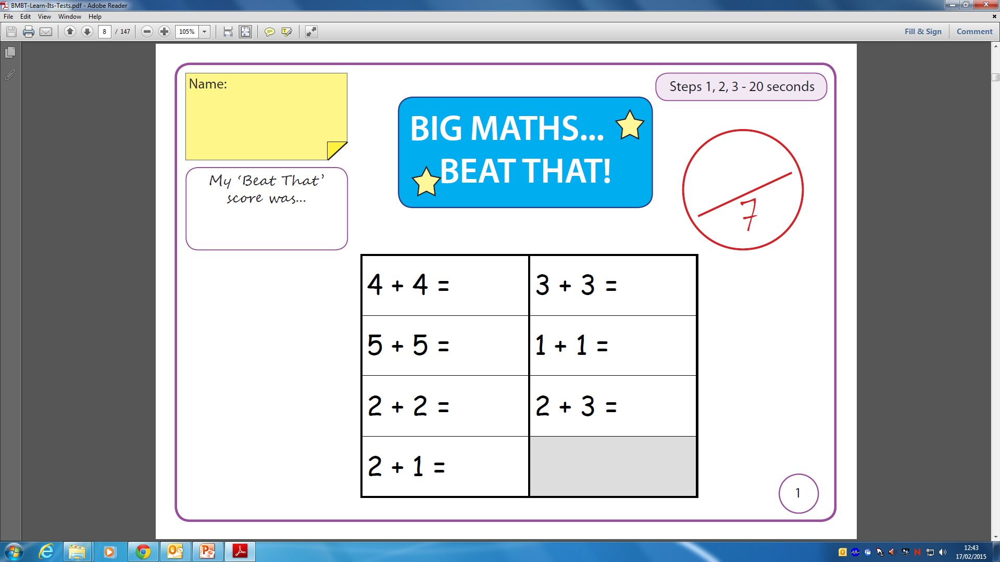 BMBT-Learn-Its-Tests.pdf - Adobe Reader
File Edit View Window Help
8 / 147
105%
Fill & Sign
Comment
Name:
Steps 1, 2, 3 - 20 seconds
BIG MATHS...
BEAT THAT!
My ‘Beat That’
score was...
7
4 + 4 =
3 + 3 =
5 + 5 =
1 + 1 =
2 + 2 =
2 + 3 =
2 + 1 =
1
12:43
17/02/2015